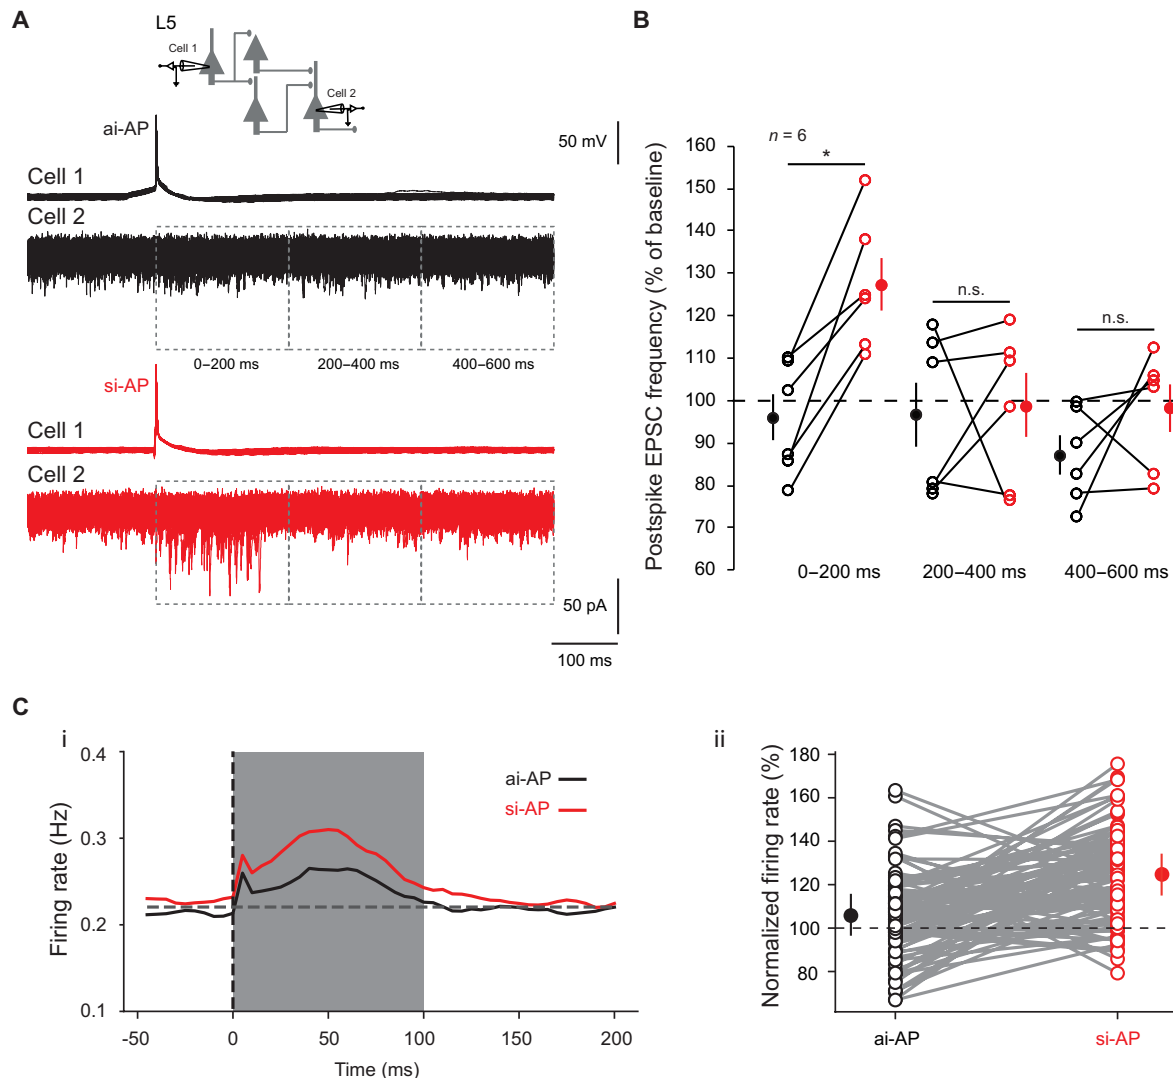 A
L5
Cell 1
Cell 2
ai-AP
50 mV
Cell 1
Cell 2
0–200 ms
200–400 ms
400–600 ms
si-AP
Cell 1
Cell 2
50 pA
100 ms
B
Postspike EPSC frequency (% of baseline)
160
150
140
130
120
110
100
90
80
70
60
n = 6
*
n.s.
n.s.
0–200 ms
200–400 ms
400–600 ms
C
i
Firing rate (Hz)
0.4
0.3
0.2
0.1
ai-AP
si-AP
-50
0
50
100
150
200
Time (ms)
ii
Normalized firing rate (%)
180
160
140
120
100
80
ai-AP
si-AP